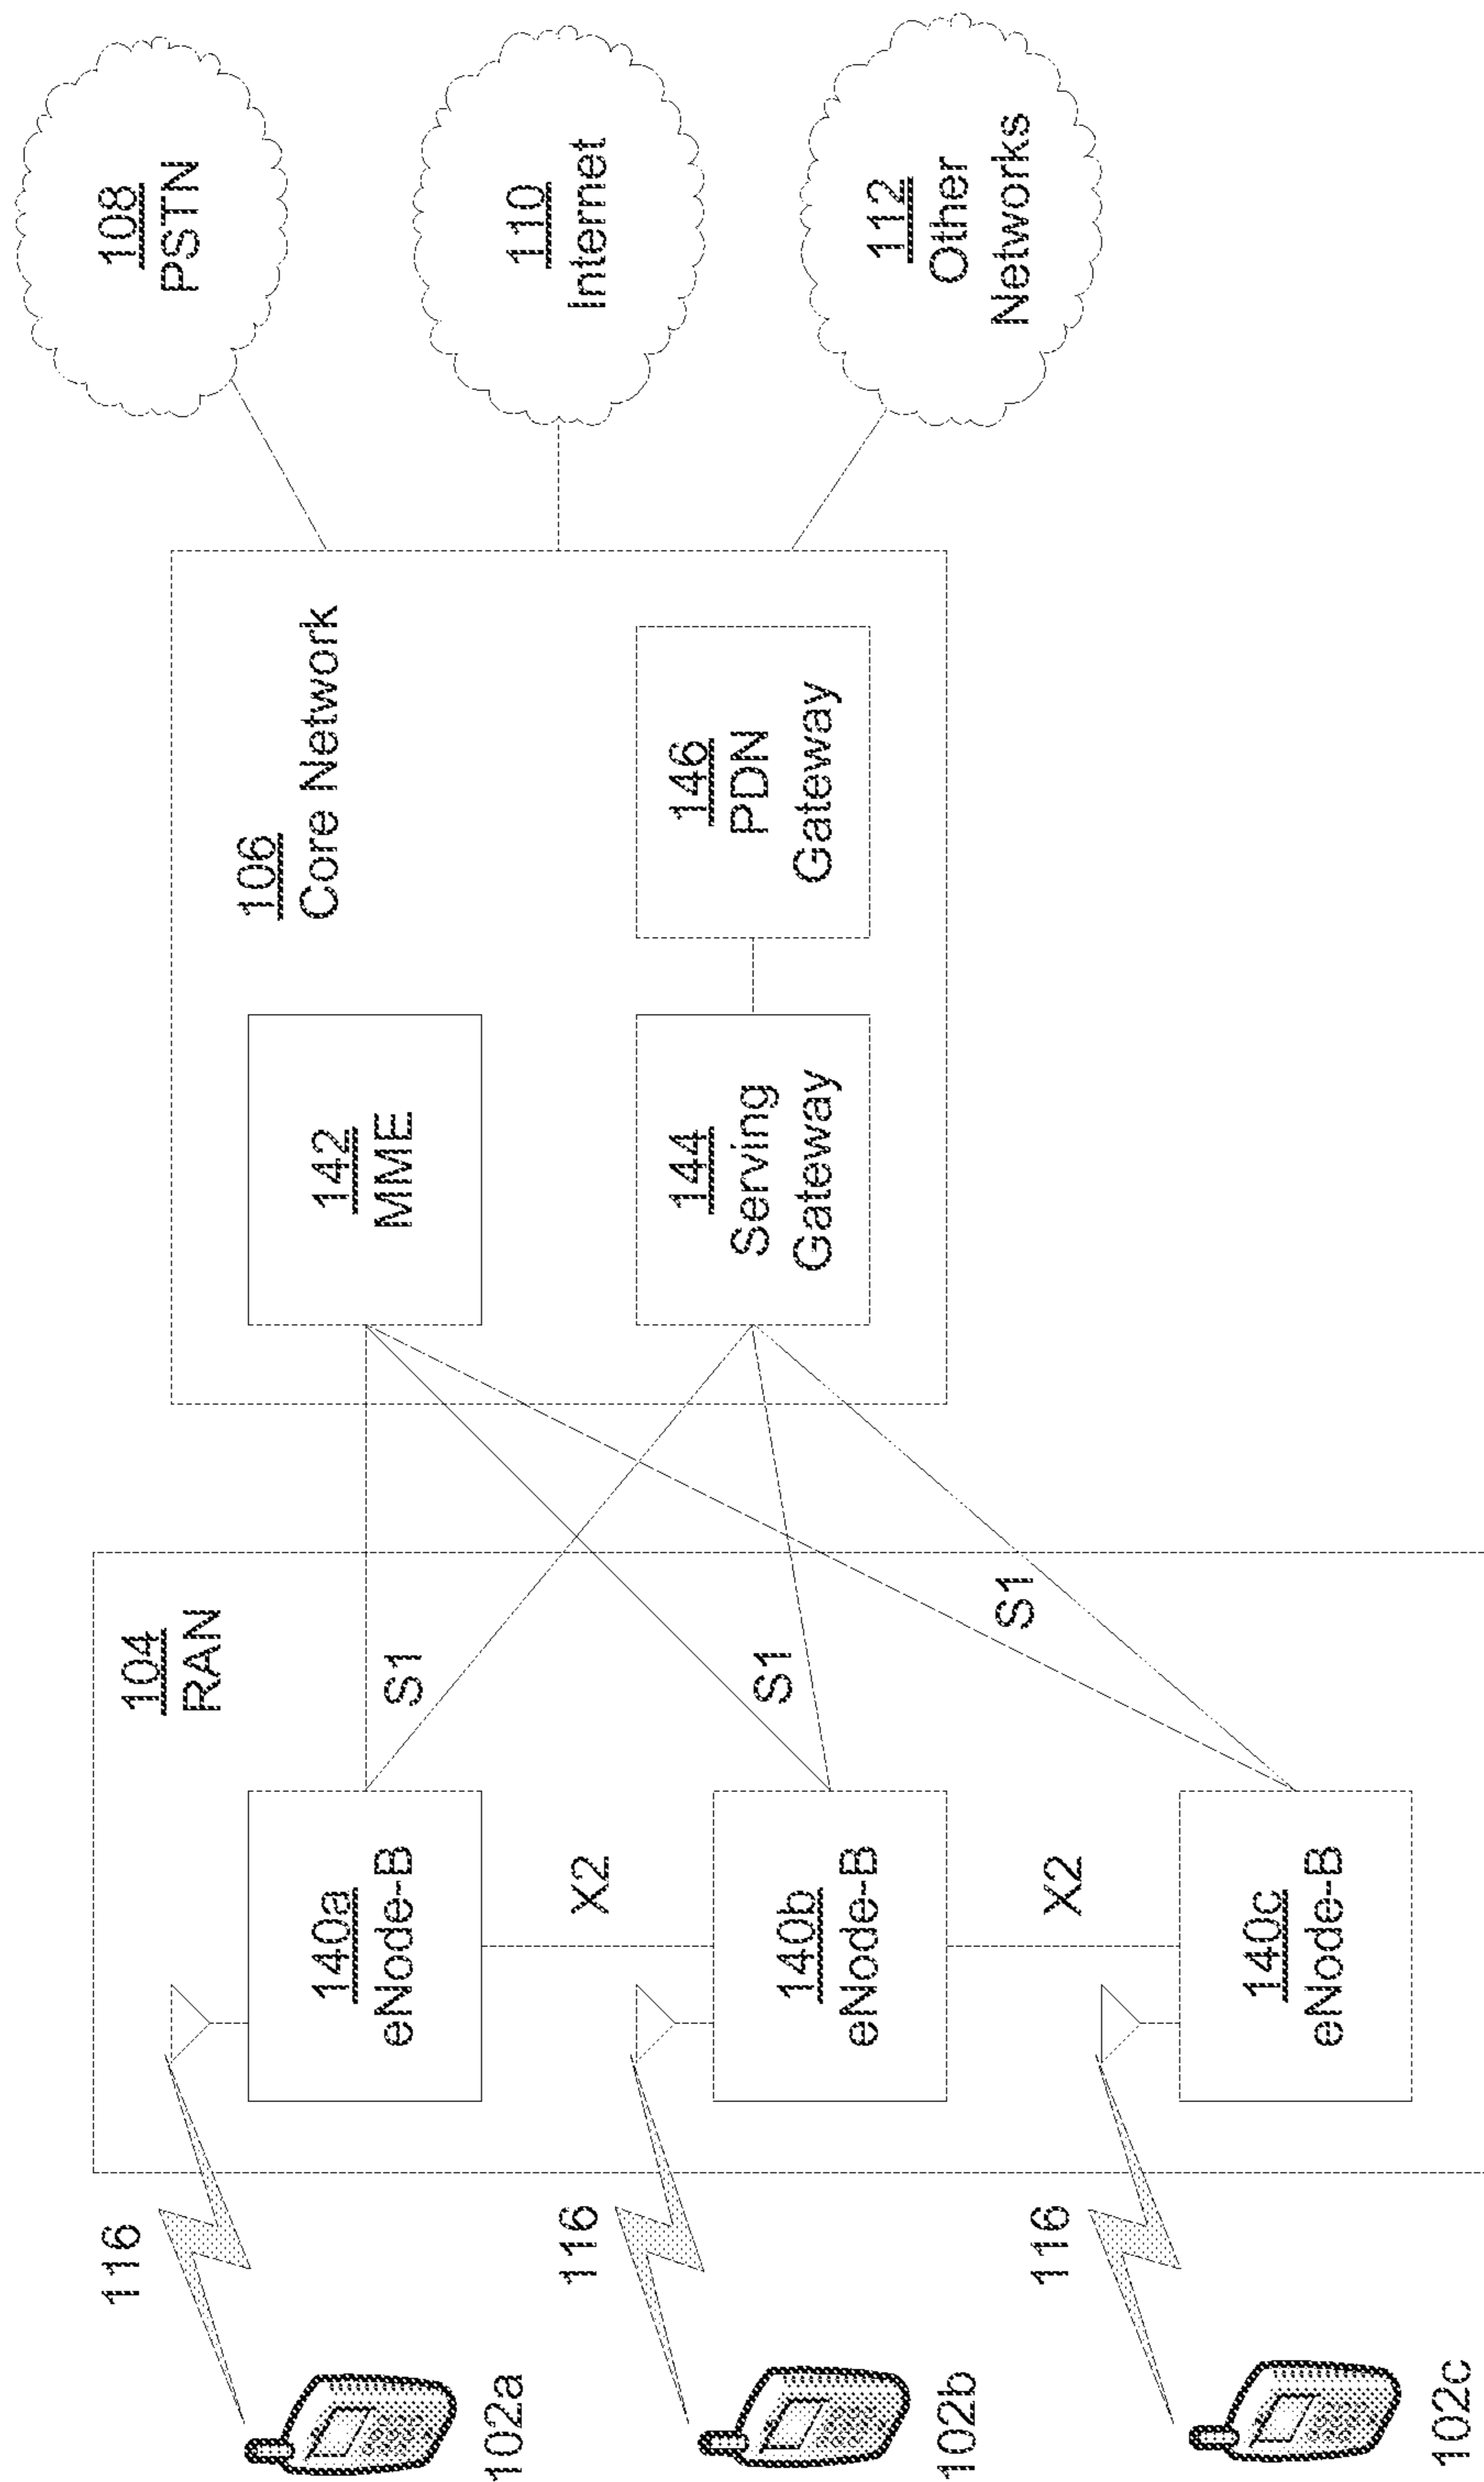 116
102a
116
102b
116
102c
104
RAN
140a
eNode-B
X2
140b
eNode-B
X2
140c
eNode-B
S1
S1
S1
106
Core Network
142
MME
144
Serving
Gateway
146
PDN
Gateway
108
PSTN
110
Internet
112
Other
Networks